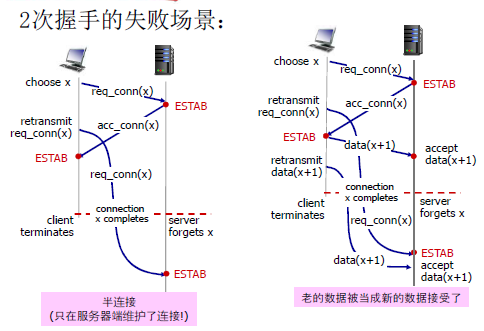 2次握手的失败场景：
choose x
req_conn(x)
ESTAB
retransmit
req_conn(x)
acc_conn(x)
ESTAB
req_conn(x)
client
terminates
connection
x completes
server
forgets x
ESTAB
半连接
(只在服务器端维护了连接!)
choose x
req_conn(x)
ESTAB
retransmit
req_conn(x)
acc_conn(x)
ESTAB
data(x+1)
accept
data(x+1)
retransmit
data(x+1)
connection
x completes
client
terminates
req_conn(x)
server
forgets x
ESTAB
data(x+1)
accept
data(x+1)
老的数据被当成新的数据接受了